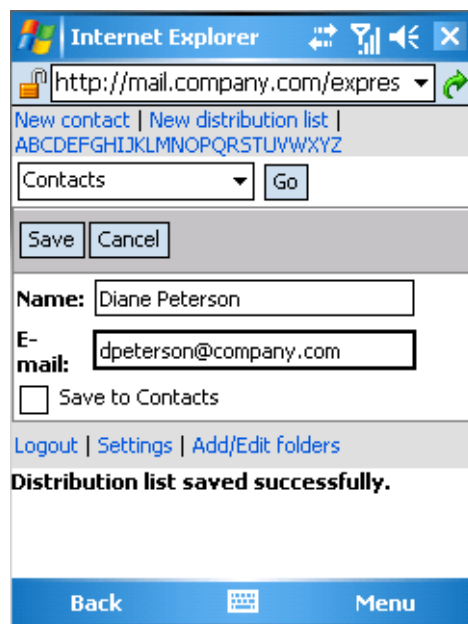 Internet Explorer
http://mail.company.com/expres
New contact | New distribution list |
ABCDEFGHIJKLMNOPQRSTUVWXYZ
Contacts Go
Save Cancel
Name: Diane Peterson
E-
mail: dpeterson@company.com
Save to Contacts
Logout | Settings | Add/Edit folders
Distribution list saved successfully.
Back Menu